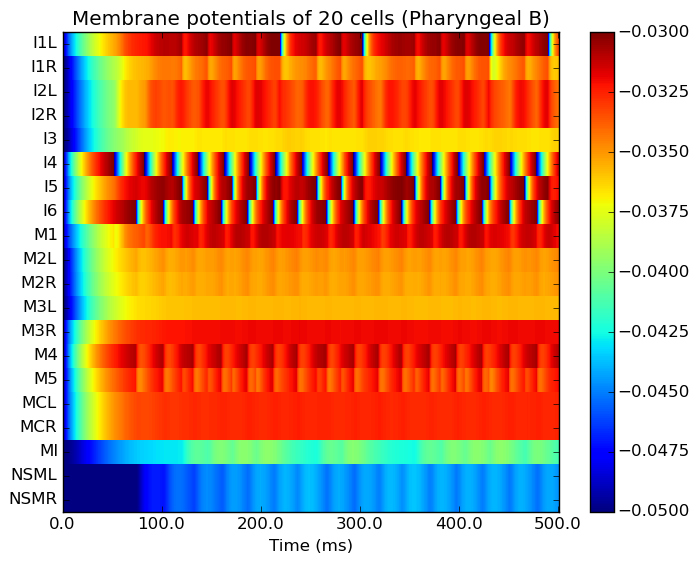 Membrane potentials of 20 cells (Pharyngeal B)
I1L
I1R
I2L
I2R
I3
I4
I5
I6
M1
M2L
M2R
M3L
M3R
M4
M5
MCL
MCR
MI
NSML
NSMR
0.0 100.0 200.0 300.0 400.0 500.0
Time (ms)
−0.0300
−0.0325
−0.0350
−0.0375
−0.0400
−0.0425
−0.0450
−0.0475
−0.0500